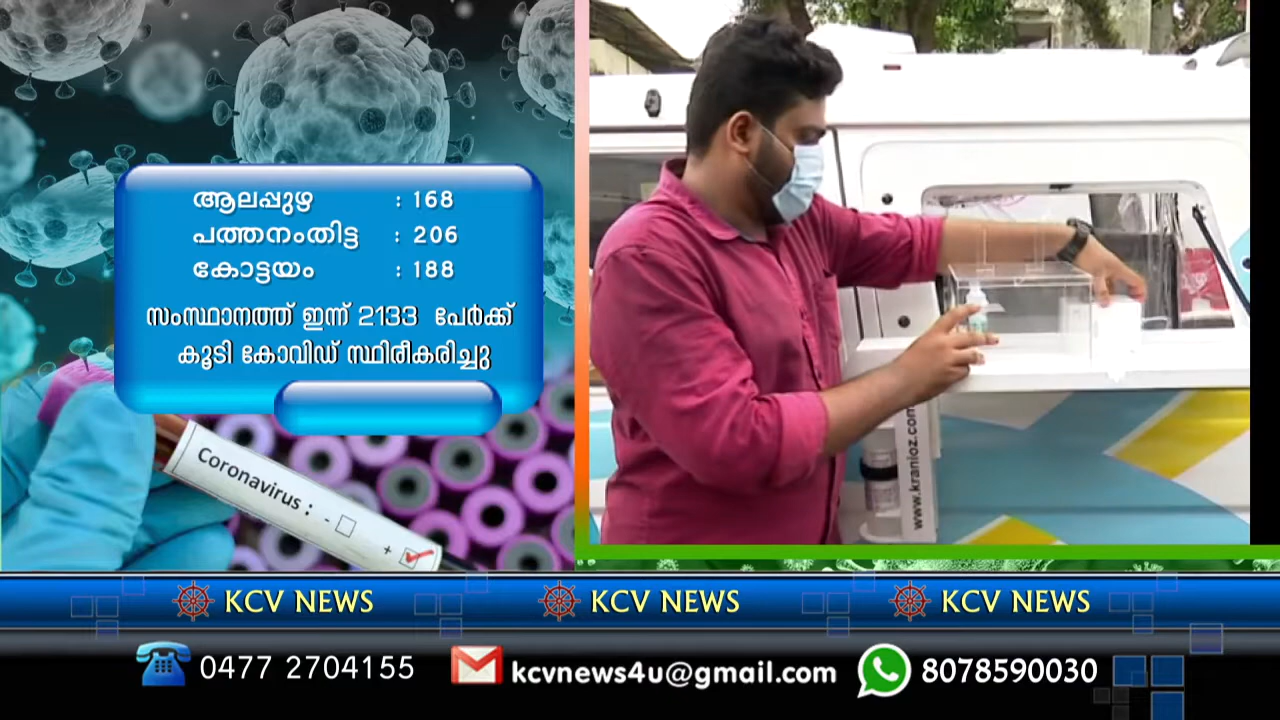 ആലപ്പുഴ : 168
പത്തനംതിട്ട : 206
കോട്ടയം : 188
സംസ്ഥാനത്ത് ഇന്ന് 2133 പേർക്ക്
കൂടി കോവിഡ് സ്ഥിരീകരിച്ചു
Coronavirus :
- 
+
www.kranioz.com
KCV NEWS KCV NEWS KCV NEWS
0477 2704155 kcvnews4u@gmail.com 8078590030